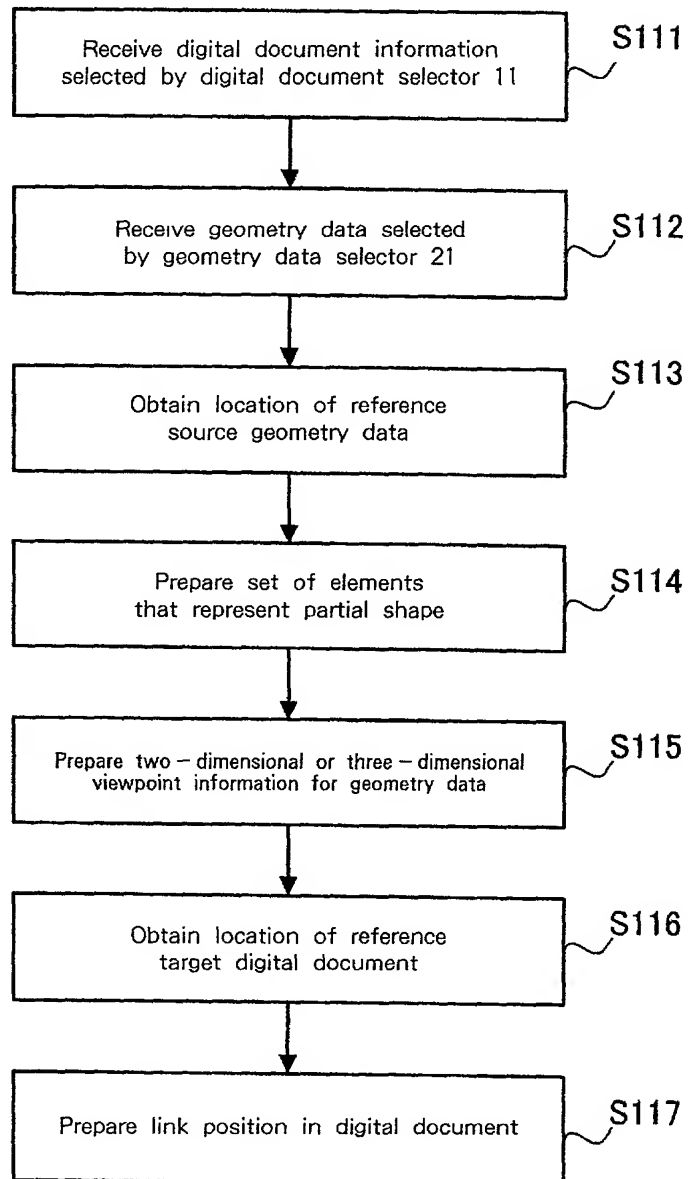 Receive digital document information
selected by digital document selector 11
S111
Receive geometry data selected
by geometry data selector 21
S112
Obtain location of reference
source geometry data
S113
Prepare set of elements
that represent partial shape
S114
Prepare two-dimensional or three-dimensional
viewpoint information for geometry data
S115
Obtain location of reference
target digital document
S116
Prepare link position in digital document
S117